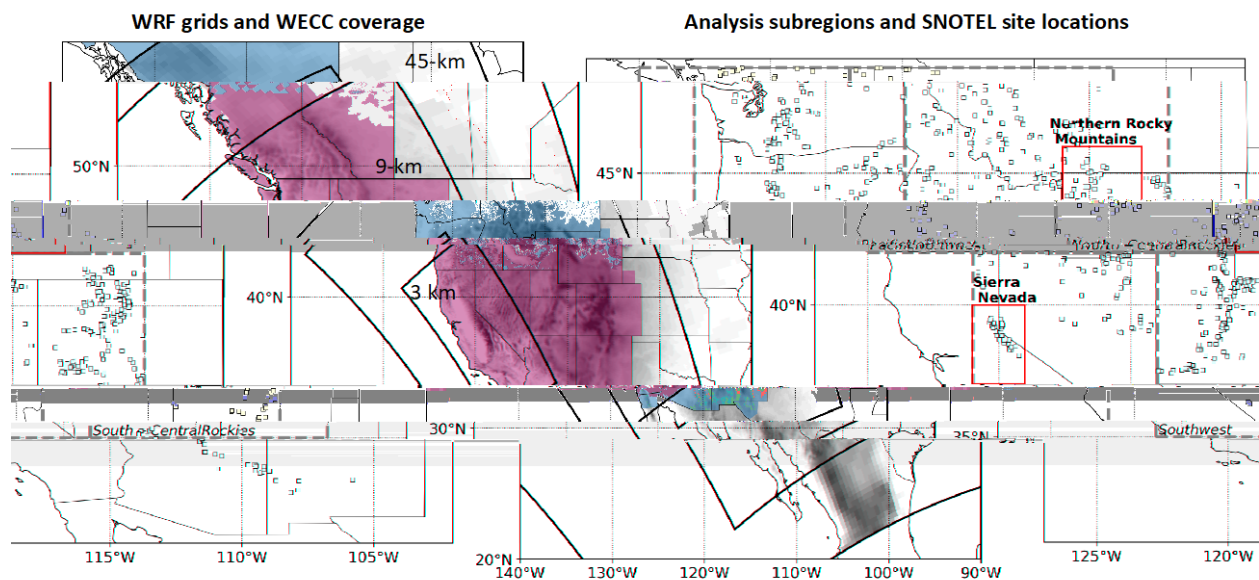 WRF grids and WECC coverage
Analysis subregions and SNOTEL site locations
45-km
Northern Rocky
Mountains
9-km
50°N
45°N
40°N
3 km
Sierra
Nevada
40°N
30°N
35°N
Southwest
115°W
110°W
105°W
20°N
140°W
130°W
120°W
110°W
100°W
90°W
125°W
120°W